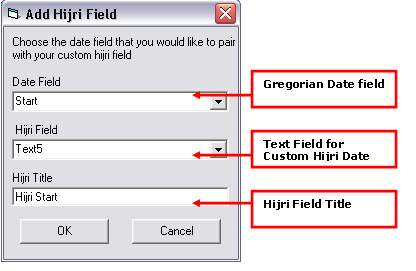 Add Hijri Field
Choose the date field that you would like to pair
with your custom hijri field
Date Field
Start
Gregorian Date field
Hijri Field
Text5
Text Field for
Custom Hijri Date
Hijri Title
Hijri Start
Hijri Field Title
OK
Cancel